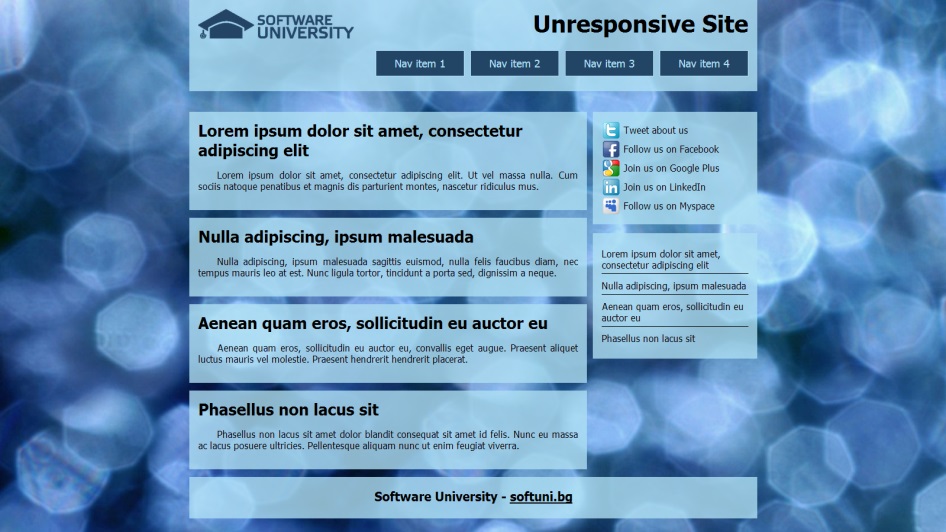 SOFTWARE
UNIVERSITY
Unresponsive Site
Nav item 1
Nav item 2
Nav item 3
Nav item 4
Lorem ipsum dolor sit amet, consectetur
adipiscing elit
Lorem ipsum dolor sit amet, consectetur adipiscing elit. Ut vel massa nulla. Cum
sociis natoque penatibus et magnis dis parturient montes, nascetur ridiculus mus.
Nulla adipiscing, ipsum malesuada
Nulla adipiscing, ipsum malesuada sagittis euismod, nulla felis faucibus diam, nec
tempus mauris leo at est. Nunc ligula tortor, tincidunt a porta sed, dignissim a neque.
Aenean quam eros, sollicitudin eu auctor eu
Aenean quam eros, sollicitudin eu auctor eu, convallis eget augue. Praesent aliquet
luctus mauris vel molestie. Praesent hendrerit hendrerit placerat.
Phasellus non lacus sit
Phasellus non lacus sit amet dolor blandit consequat sit amet id felis. Nunc eu massa
ac lacus posuere ultricies. Pellentesque aliquam nunc ut enim feugiat viverra.
Tweet about us
Follow us on Facebook
Join us on Google Plus
Join us on LinkedIn
Follow us on Myspace
Lorem ipsum dolor sit amet,
consectetur adipiscing elit
Nulla adipiscing, ipsum malesuada
Aenean quam eros, sollicitudin eu
auctor eu
Phasellus non lacus sit
Software University - softuni.bg